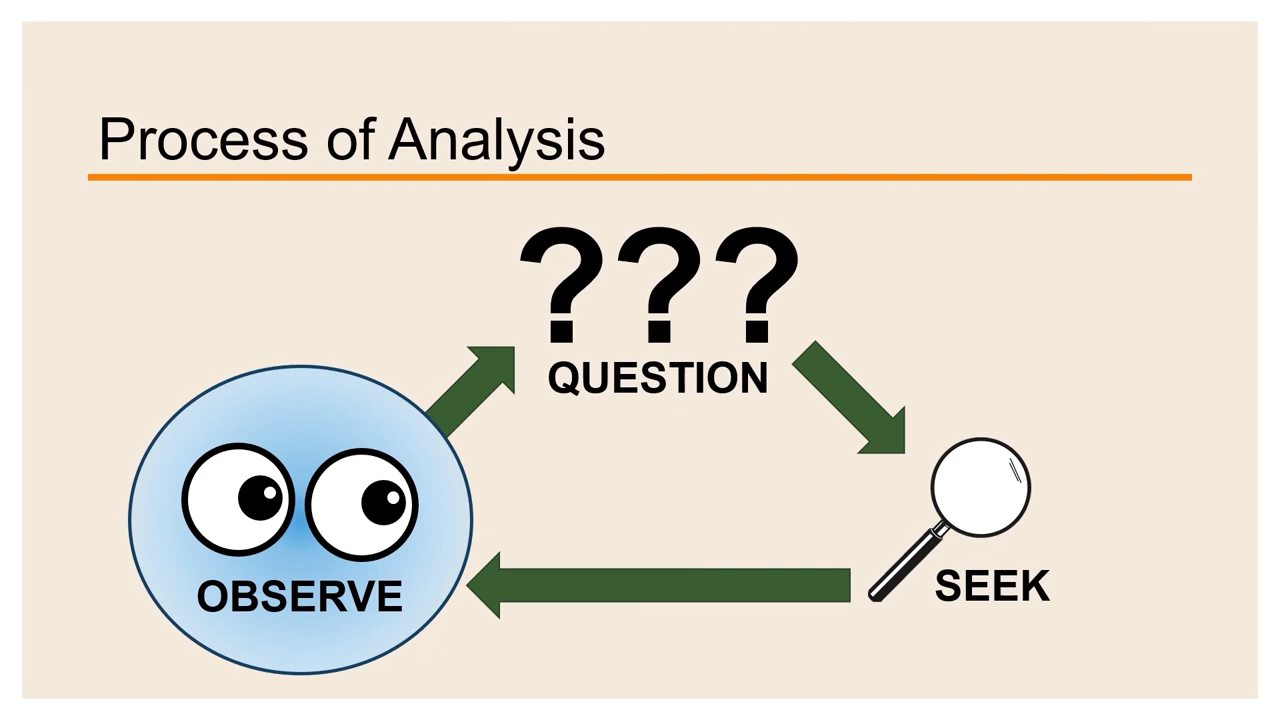 Process of Analysis
???
QUESTION
OBSERVE
SEEK